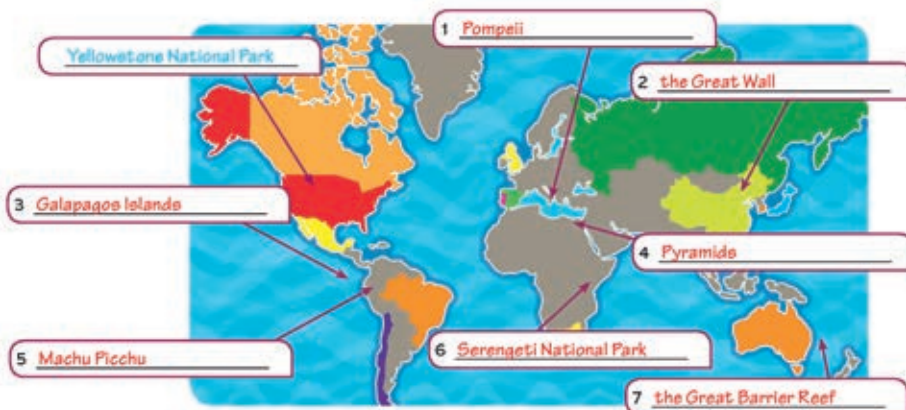 Yellowstone National Park
1 Pompeii
2 the Great Wall
3 Galapagos Islands
4 Pyramids
5 Machu Picchu
6 Serengeti National Park
7 the Great Barrier Reef